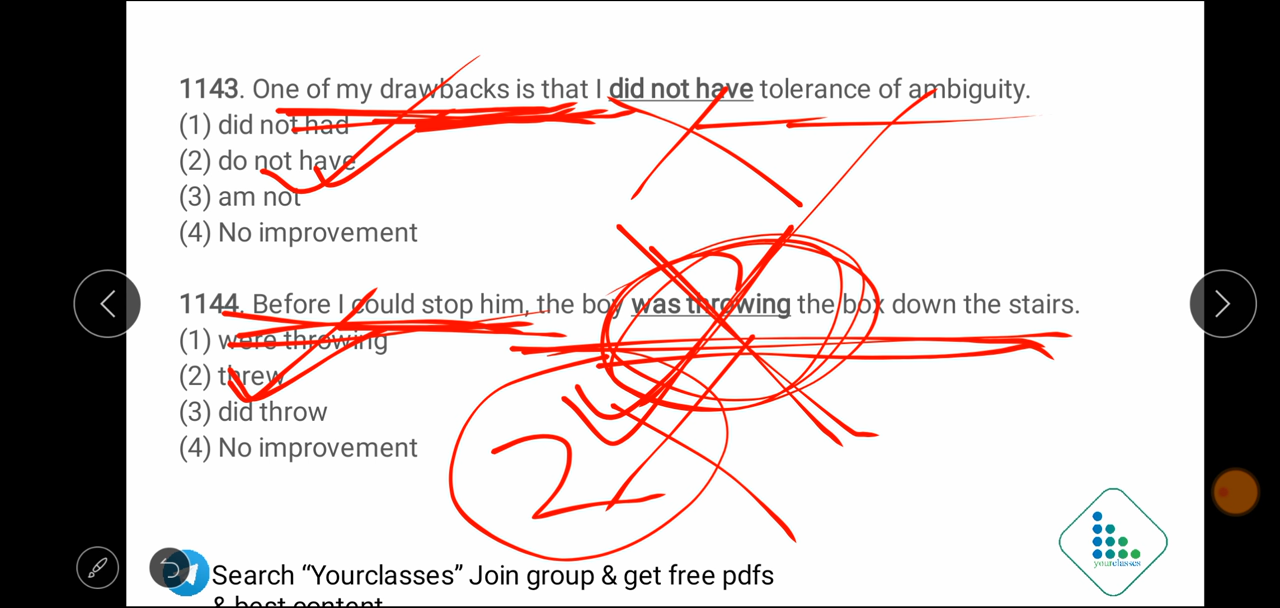 1143. One of my drawbacks is that I did not have tolerance of ambiguity.
(1) did not had
(2) do not have
(3) am not
(4) No improvement
1144. Before I could stop him, the boy was throwing the box down the stairs.
(1) were throwing
(2) threw
(3) did throw
(4) No improvement
2
Search “Yourclasses” Join group & get free pdfs
& best content
yourclasses